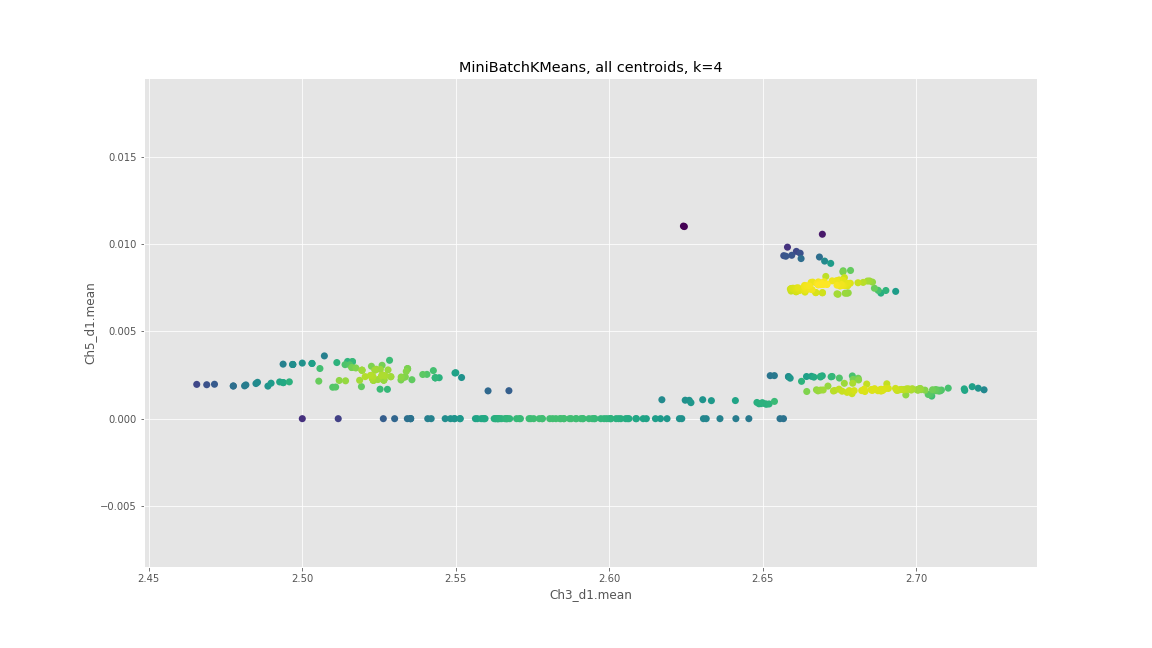 MiniBatchKMeans, all centroids, k=4
0.015
0.010
0.005
0.000
−0.005
Ch5_d1.mean
2.45 2.50 2.55 2.60 2.65 2.70
Ch3_d1.mean